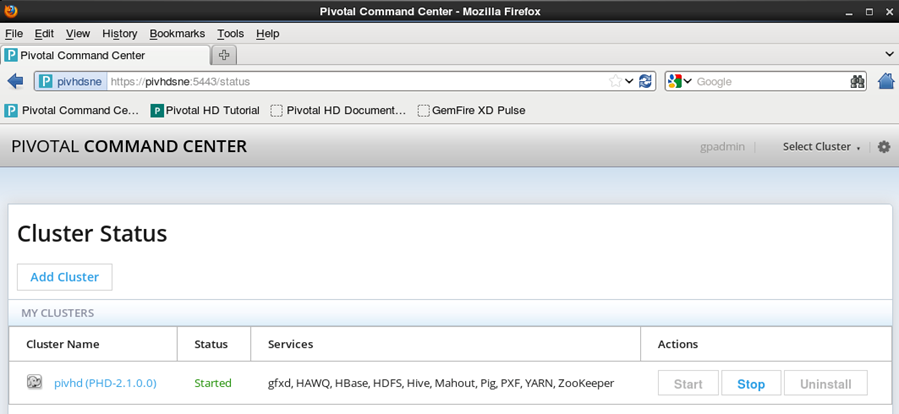 Pivotal Command Center - Mozilla Firefox
File Edit View History Bookmarks Tools Help
P Pivotal Command Center
P pivhdsne https://pivhdsne:5443/status Google
P Pivotal Command Ce... P Pivotal HD Tutorial Pivotal HD Document... GemFire XD Pulse
PIVOTAL COMMAND CENTER gpadmin Select Cluster
Cluster Status
Add Cluster
MY CLUSTERS
Cluster Name Status Services Actions
pivhd (PHD-2.1.0.0) Started gfxd, HAWQ, HBase, HDFS, Hive, Mahout, Pig, PXF, YARN, ZooKeeper Start Stop Uninstall